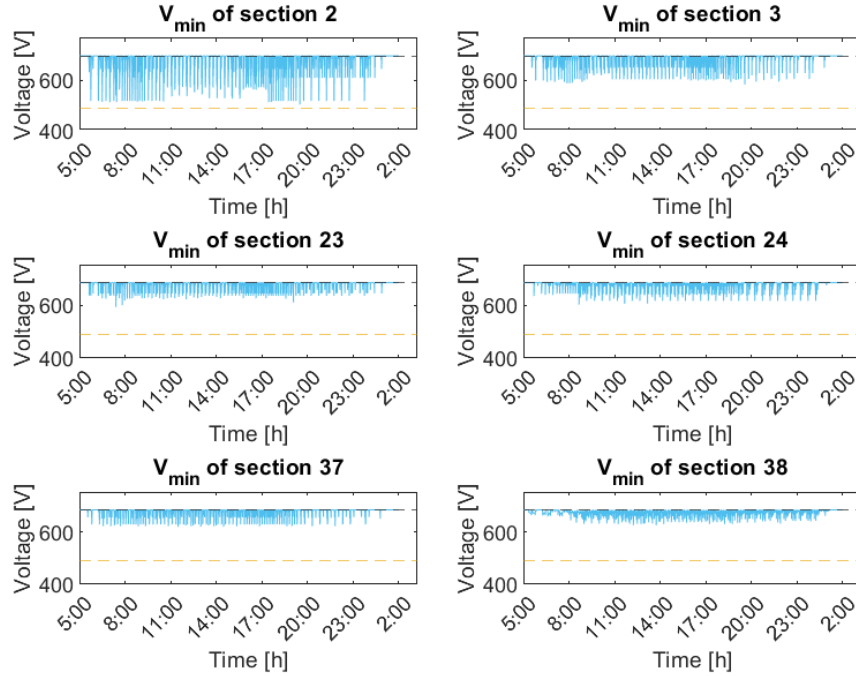 V_min of section 2
Voltage [V]
600
400
5:00 8:00 11:00 14:00 17:00 20:00 23:00 2:00
Time [h]
V_min of section 3
Voltage [V]
600
400
5:00 8:00 11:00 14:00 17:00 20:00 23:00 2:00
Time [h]
V_min of section 23
Voltage [V]
600
400
5:00 8:00 11:00 14:00 17:00 20:00 23:00 2:00
Time [h]
V_min of section 24
Voltage [V]
600
400
5:00 8:00 11:00 14:00 17:00 20:00 23:00 2:00
Time [h]
V_min of section 37
Voltage [V]
600
400
5:00 8:00 11:00 14:00 17:00 20:00 23:00 2:00
Time [h]
V_min of section 38
Voltage [V]
600
400
5:00 8:00 11:00 14:00 17:00 20:00 23:00 2:00
Time [h]